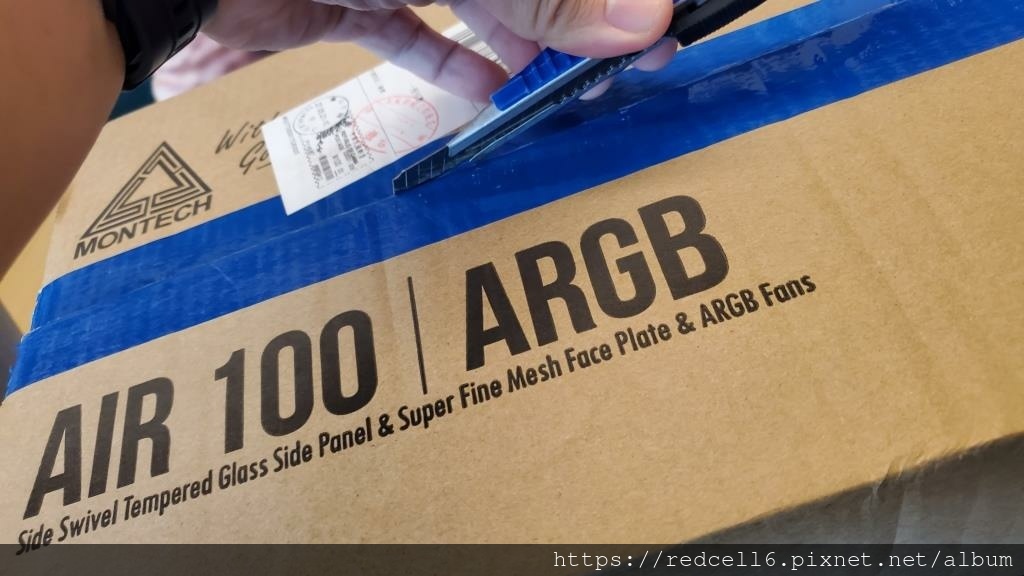 MONTECH
AIR 100 | ARGB
Side Swivel Tempered Glass Side Panel & Super Fine Mesh Face Plate & ARGB Fans
https://redcell6.pixnet.net/album